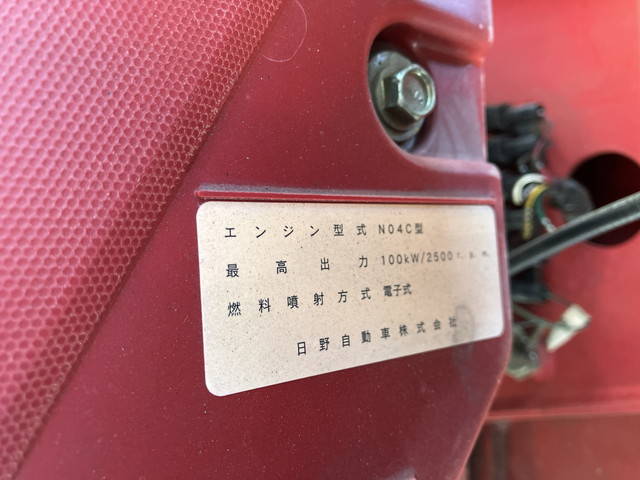 エンジン型式 N04C型
最高出力 100kW/2500r.p.m.
燃料噴射方式 電子式
日野自動車株式会社